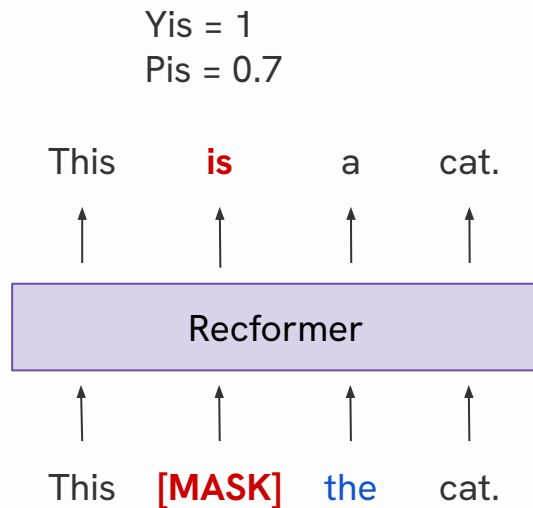 Yis = 1
Pis = 0.7
This is a cat.
Recformer
This [MASK] the cat.